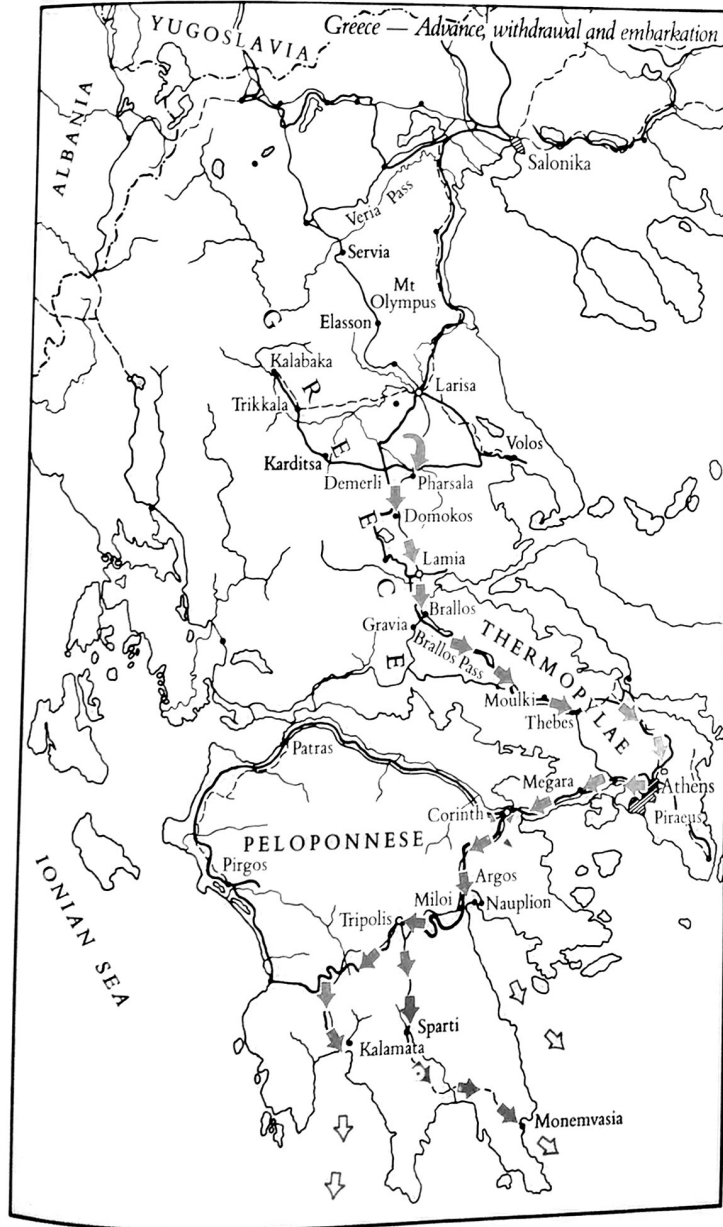 Greece — Advance, withdrawal and embarkation
YUGOSLAVIA
ALBANIA
Salonika
Veria Pass
Servia
Mt
Olympus
Elasson
GREECE
Kalabaka
Larisa
Trikkala
Volos
Karditsa
Demerli
Pharsala
Domokos
Lamia
Brallos
Gravia
Brallos Pass
THERMOPYLAE
Moulki
Thebes
Patras
Megara
Athens
Corinth
Piraeus
PELOPONNESE
Pirgos
Argos
Miloi
Nauplion
Tripolis
IONIAN SEA
Sparti
Kalamata
Monemvasia